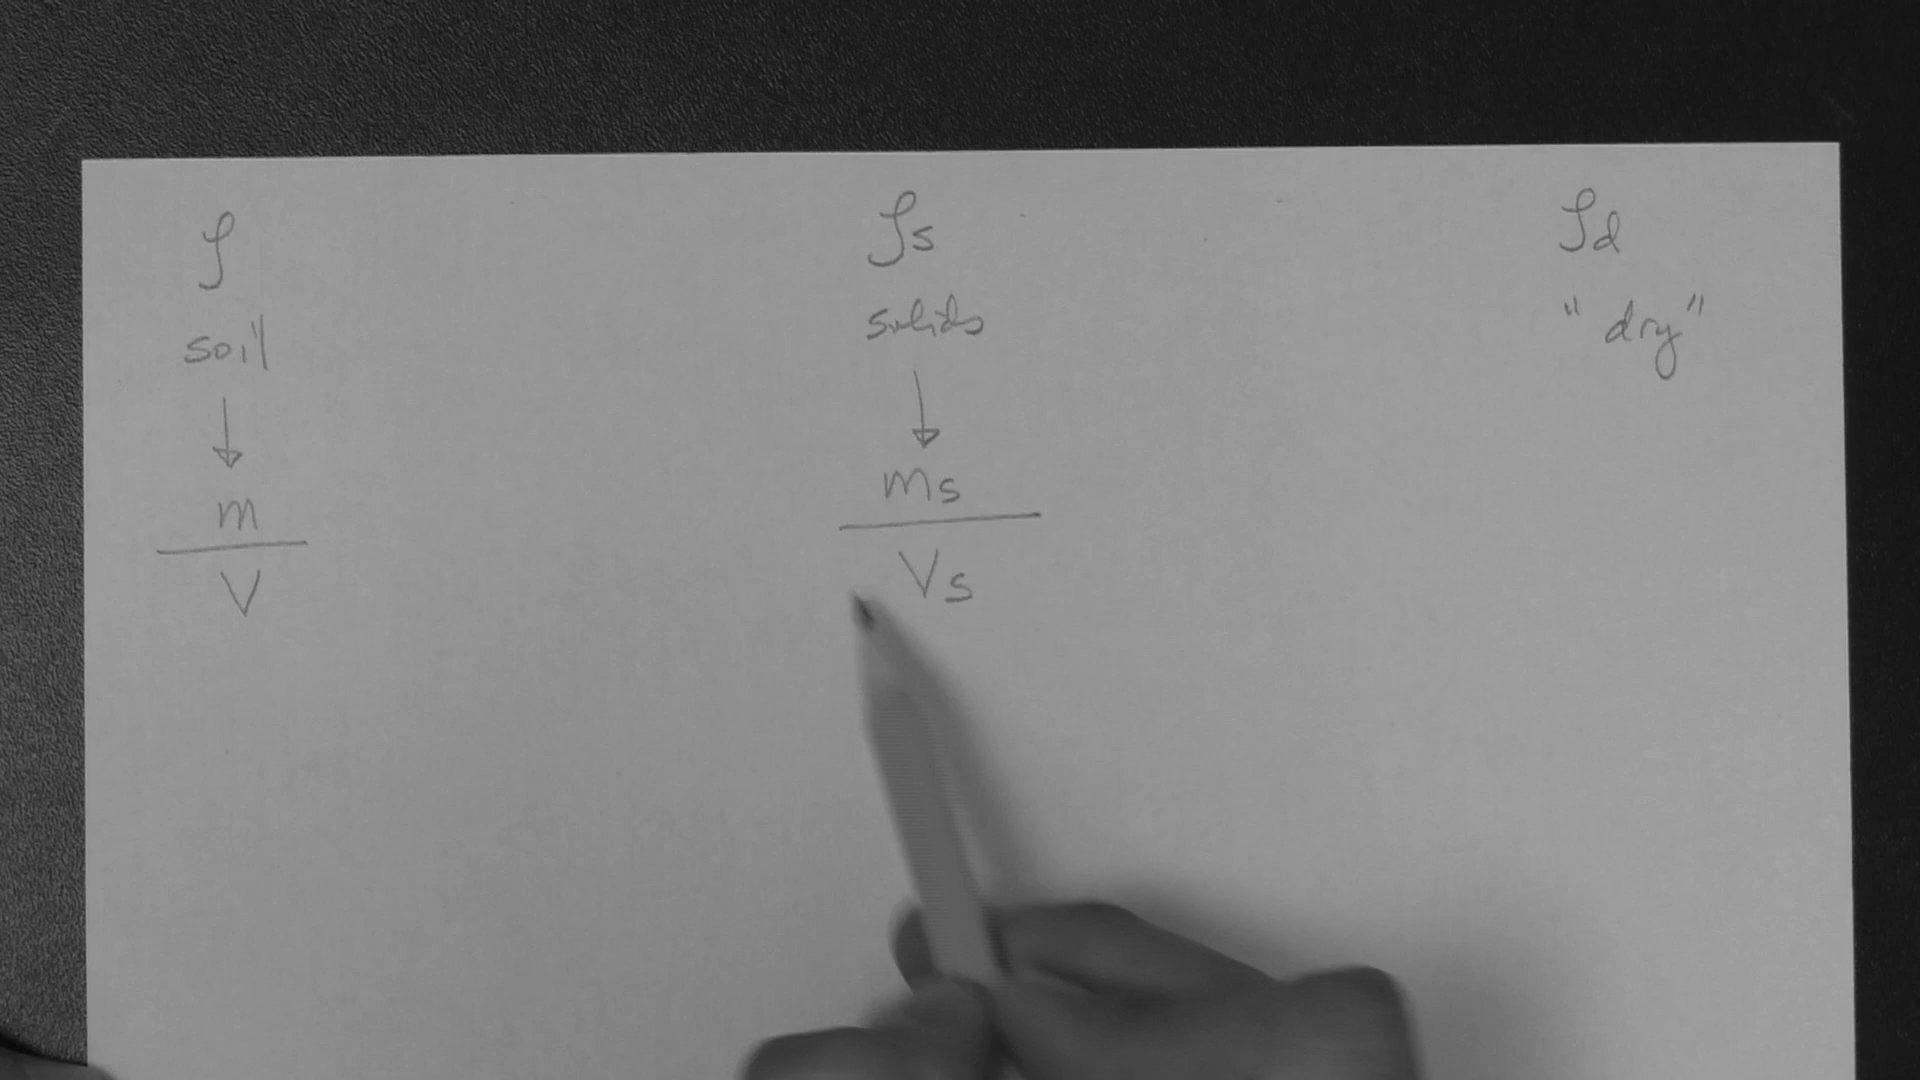 ρ
soil
↓
m
V
ρs
solids
↓
ms
Vs
ρd
" dry "